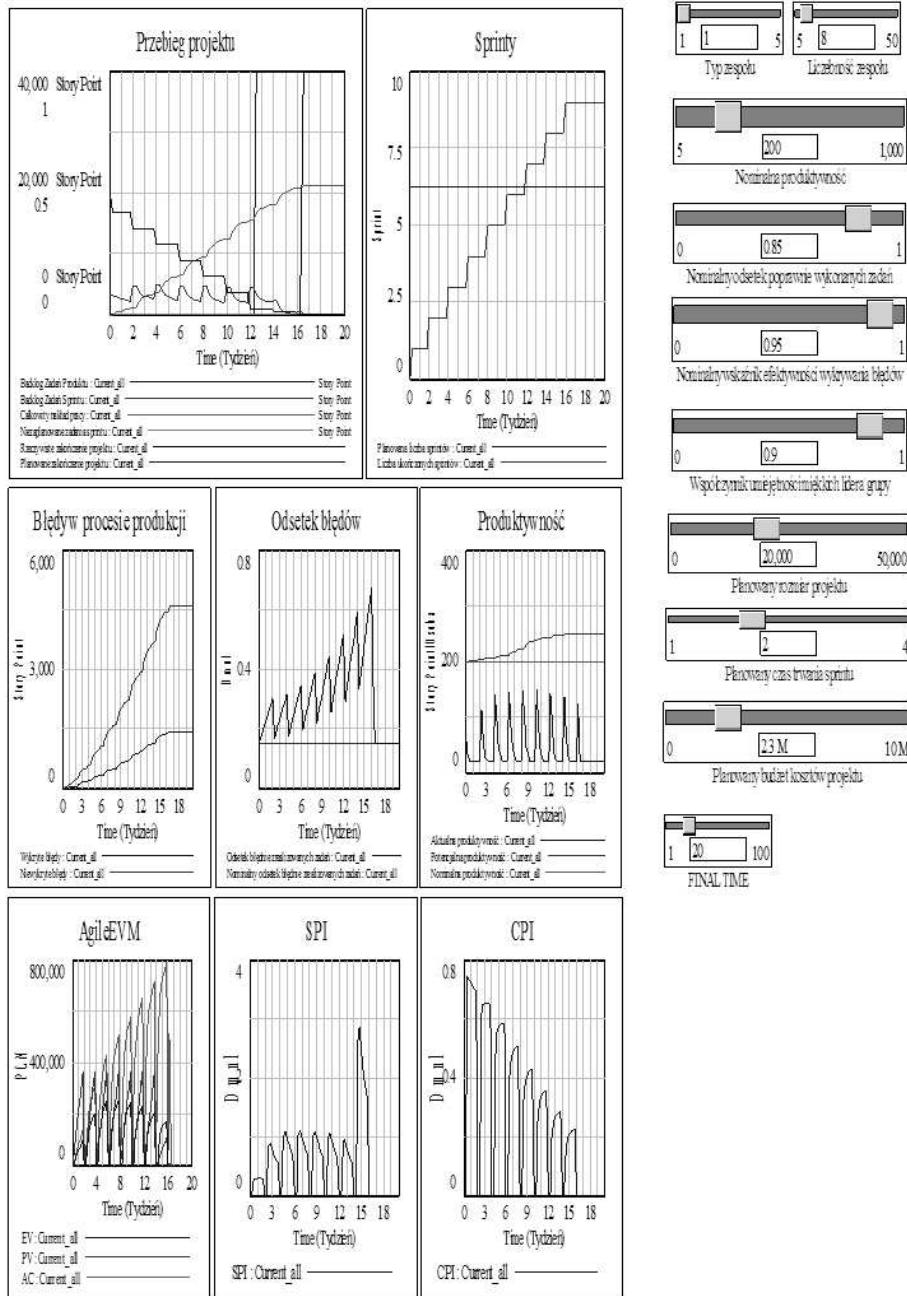 Przebieg projektu
40,000 Story Point
1
20,000 Story Point
0.5
0 Story Point
0
0 2 4 6 8 10 12 14 16 18 20
Time (Tydzień)
Backlog Zadań Produktu : Current_all Story Point
Backlog Zadań Sprintu : Current_all Story Point
Całkowity nakład pracy : Current_all Story Point
Niezaplanowane zadania sprintu : Current_all Story Point
Rzeczywiste zakończenie projektu : Current_all
Planowane zakończenie projektu : Current_all
Sprinty
10
7.5
5
2.5
0
Sprint
0 2 4 6 8 10 12 14 16 18 20
Time (Tydzień)
Planowana liczba sprintów : Current_all
Liczba ukończonych sprintów : Current_all
1 1 5
Typ zespołu
5 8 50
Liczebność zespołu
5 200 1,000
Nominalna produktywność
0 0.85 1
Nominalny odsetek poprawnie wykonanych zadań
0 0.95 1
Nominalny wskaźnik efektywności wykrywania błędów
0 0.9 1
Współczynnik umiejętności miękkich lidera grupy
0 20,000 50,000
Planowany rozmiar projektu
1 2 4
Planowany czas trwania sprintu
0 2.3 M 10 M
Planowany budżet kosztów projektu
1 20 100
FINAL TIME
Błędy w procesie produkcji
6,000
3,000
0
Story Point
0 3 6 9 12 15 18
Time (Tydzień)
Wykryte błędy : Current_all
Niewykryte błędy : Current_all
Odsetek błędów
0.8
0.4
0
Dmnl
0 3 6 9 12 15 18
Time (Tydzień)
Odsetek błędnie zrealizowanych zadań : Current_all
Nominalny odsetek błędnie zrealizowanych zadań : Current_all
Produktywność
400
200
0
Story Point/Osoba
0 3 6 9 12 15 18
Time (Tydzień)
Aktualna produktywność : Current_all
Potencjalna produktywność : Current_all
Nominalna produktywność : Current_all
AgileEVM
800,000
400,000
0
PLN
0 4 8 12 16 20
Time (Tydzień)
EV : Current_all
PV : Current_all
AC : Current_all
SPI
4
2
0
Dmnl
0 3 6 9 12 15 18
Time (Tydzień)
SPI : Current_all
CPI
0.8
0.4
0
Dmnl
0 3 6 9 12 15 18
Time (Tydzień)
CPI : Current_all